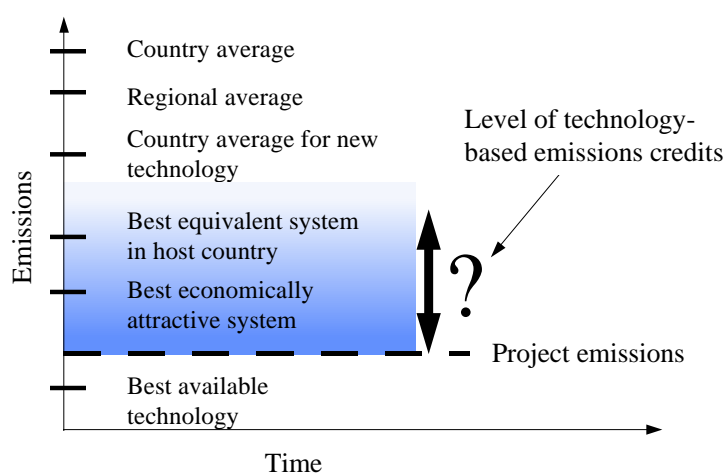 Country average
Regional average
Country average for new
technology
Level of technology-
based emissions credits
Emissions
Best equivalent system
in host country
Best economically
attractive system
?
Project emissions
Best available
technology
Time